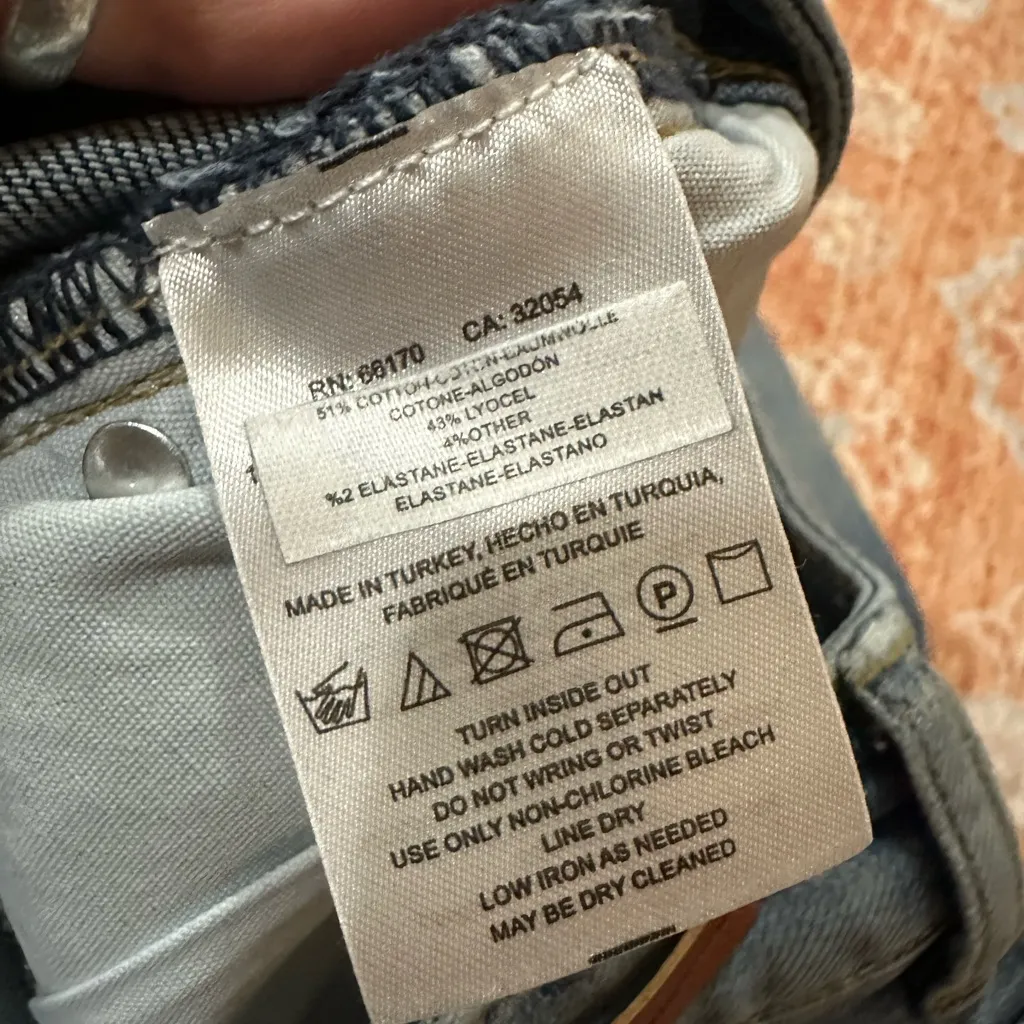 RN: 66170 CA: 32054
51% COTTON-COTON-BAUMWOLLE
COTONE-ALGODÓN
43% LYOCEL
4%OTHER
%2 ELASTANE-ELASTANE-ELASTAN
ELASTANE-ELASTANO
MADE IN TURKEY, HECHO EN TURQUIA,
FABRIQUÉ EN TURQUIE
P
TURN INSIDE OUT
HAND WASH COLD SEPARATELY
DO NOT WRING OR TWIST
USE ONLY NON-CHLORINE BLEACH
LINE DRY
LOW IRON AS NEEDED
MAY BE DRY CLEANED